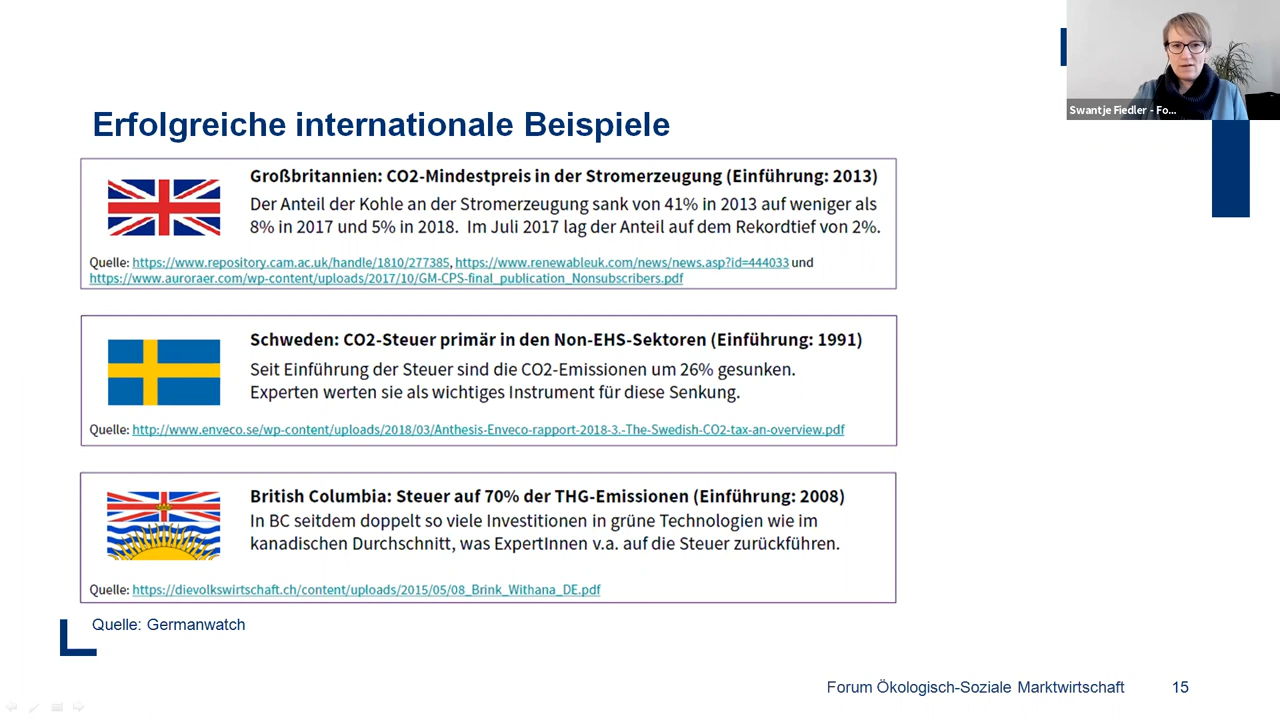 Swantje Fiedler - Fo...
Erfolgreiche internationale Beispiele
Großbritannien: CO2-Mindestpreis in der Stromerzeugung (Einführung: 2013)
Der Anteil der Kohle an der Stromerzeugung sank von 41% in 2013 auf weniger als
8% in 2017 und 5% in 2018. Im Juli 2017 lag der Anteil auf dem Rekordtief von 2%.
Quelle: https://www.repository.cam.ac.uk/handle/1810/277385, https://www.renewableuk.com/news/news.asp?id=444033 und
https://www.auroraer.com/wp-content/uploads/2017/10/GM-CPS-final_publication_Nonsubscribers.pdf
Schweden: CO2-Steuer primär in den Non-EHS-Sektoren (Einführung: 1991)
Seit Einführung der Steuer sind die CO2-Emissionen um 26% gesunken.
Experten werten sie als wichtiges Instrument für diese Senkung.
Quelle: http://www.enveco.se/wp-content/uploads/2018/03/Anthesis-Enveco-rapport-2018-3.-The-Swedish-CO2-tax-an-overview.pdf
British Columbia: Steuer auf 70% der THG-Emissionen (Einführung: 2008)
In BC seitdem doppelt so viele Investitionen in grüne Technologien wie im
kanadischen Durchschnitt, was ExpertInnen v.a. auf die Steuer zurückführen.
Quelle: https://dievolkswirtschaft.ch/content/uploads/2015/05/08_Brink_Withana_DE.pdf
Quelle: Germanwatch
Forum Ökologisch-Soziale Marktwirtschaft 15